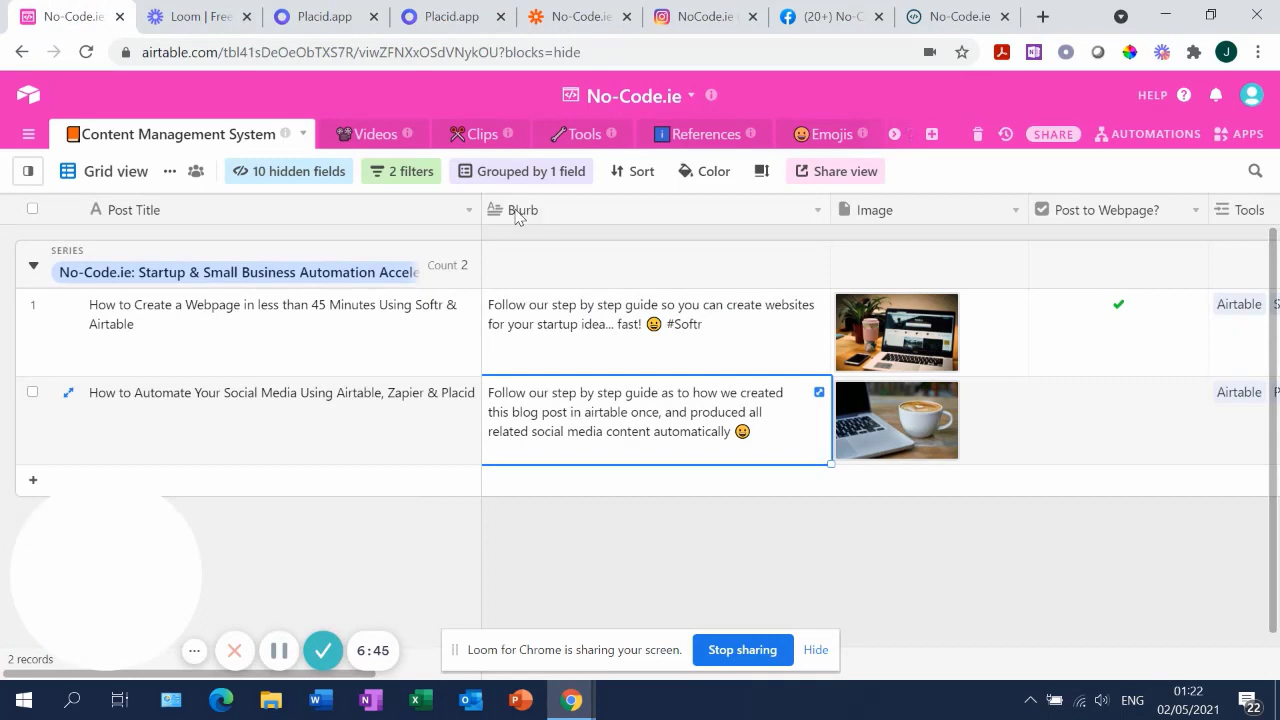 No-Code.ie
Loom | Free
Placid.app
Placid.app
No-Code.ie
NoCode
(20+) No
No-Code.ie
airtable.com/tbl41sDeOeObTXS7R/viwZFNXxOSdVNykOU?blocks=hide
J
No-Code.ie
HELP
Content Management System
Videos
Clips
Tools
References
Emojis
SHARE
AUTOMATIONS
APPS
Grid view
10 hidden fields
2 filters
Grouped by 1 field
Sort
Color
Share view
Post Title
Blurb
Image
Post to Webpage?
Tools
SERIES
No-Code.ie: Startup & Small Business Automation Accele
Count 2
1
How to Create a Webpage in less than 45 Minutes Using Softr &
Airtable
Follow our step by step guide so you can create websites
for your startup idea... fast! 😀 #Softr
Airtable
S
How to Automate Your Social Media Using Airtable, Zapier & Placid
Follow our step by step guide as to how we created
this blog post in airtable once, and produced all
related social media content automatically 😀
Airtable
P
2 records
6:45
Loom for Chrome is sharing your screen.
Stop sharing
Hide
ENG
01:22
02/05/2021
22